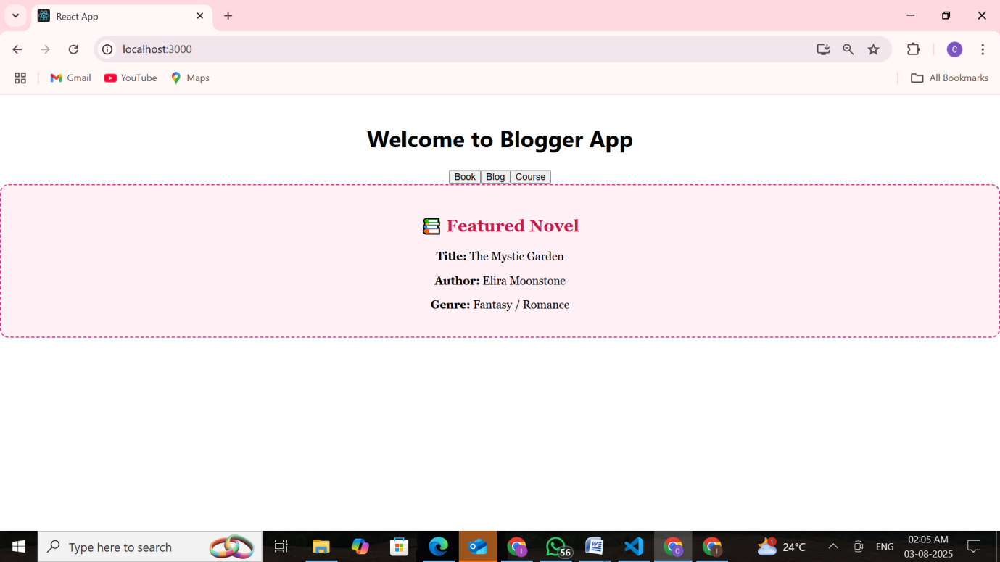 React App
localhost:3000
C
Gmail
YouTube
Maps
All Bookmarks
Welcome to Blogger App
Book Blog Course
📚 Featured Novel
Title: The Mystic Garden
Author: Elira Moonstone
Genre: Fantasy / Romance
Type here to search
I
56
W
C
I
1
24°C
ENG
02:05 AM
03-08-2025